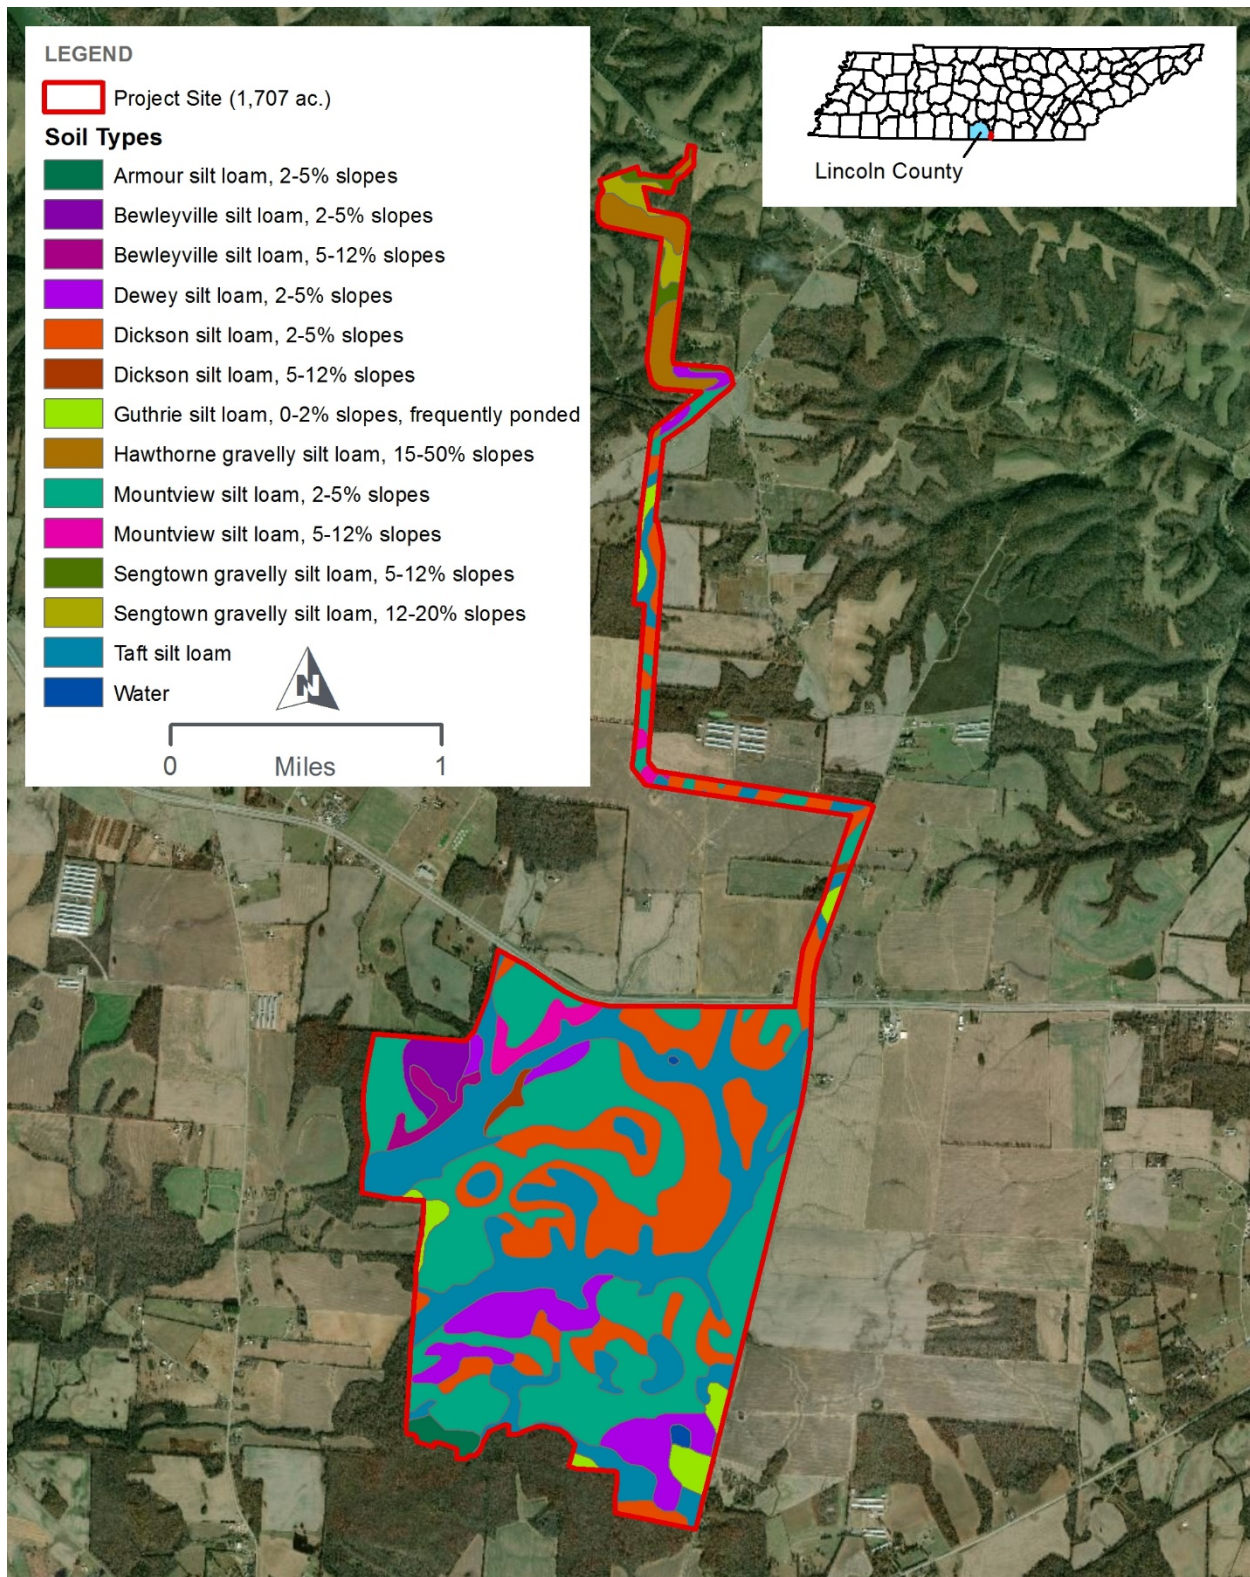 LEGEND
Project Site (1,707 ac.)
Soil Types
Armour silt loam, 2-5% slopes
Bewleyville silt loam, 2-5% slopes
Bewleyville silt loam, 5-12% slopes
Dewey silt loam, 2-5% slopes
Dickson silt loam, 2-5% slopes
Dickson silt loam, 5-12% slopes
Guthrie silt loam, 0-2% slopes, frequently ponded
Hawthorne gravelly silt loam, 15-50% slopes
Mountview silt loam, 2-5% slopes
Mountview silt loam, 5-12% slopes
Sengtown gravelly silt loam, 5-12% slopes
Sengtown gravelly silt loam, 12-20% slopes
Taft silt loam
Water
N
0 Miles 1
Lincoln County